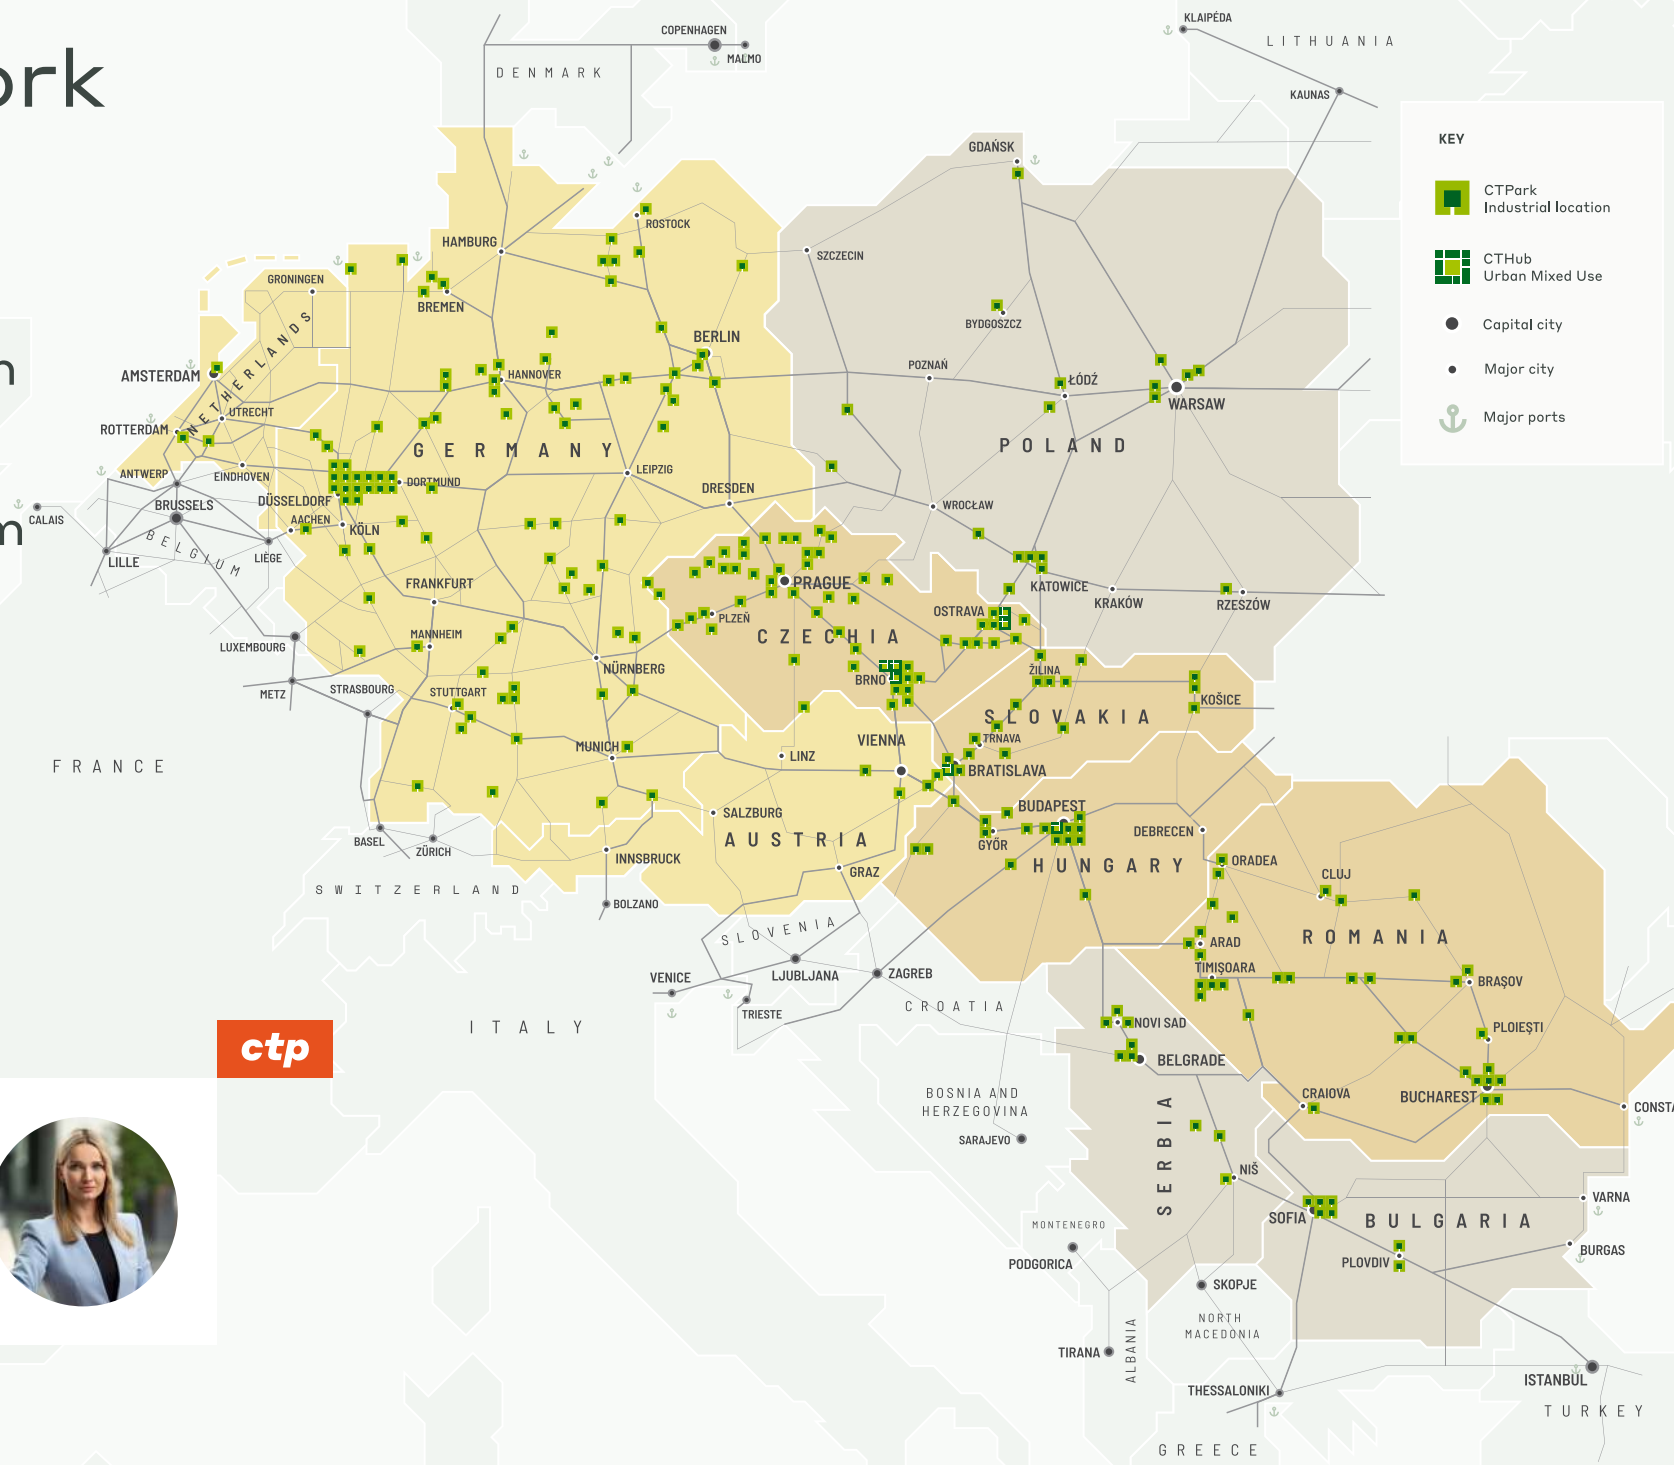 ork
n
m
KLAIPÉDA
LITHUANIA
COPENHAGEN
MALMO
DENMARK
KAUNAS
KEY
CTPark
Industrial location
CTHub
Urban Mixed Use
Capital city
Major city
Major ports
GDAŃSK
ROSTOCK
HAMBURG
SZCZECIN
GRONINGEN
BREMEN
BYDGOSZCZ
BERLIN
NETHERLANDS
AMSTERDAM
HANNOVER
POZNAŃ
ŁÓDŹ
WARSAW
UTRECHT
ROTTERDAM
GERMANY
POLAND
ANTWERP
EINDHOVEN
DORTMUND
LEIPZIG
DRESDEN
DÜSSELDORF
BRUSSELS
WROCŁAW
CALAIS
AACHEN
KÖLN
BELGIUM
LIÈGE
LILLE
FRANKFURT
PRAGUE
KATOWICE
KRAKÓW
RZESZÓW
OSTRAVA
PLZEŇ
CZECHIA
LUXEMBOURG
MANNHEIM
NÜRNBERG
BRNO
ŽILINA
METZ
STRASBOURG
STUTTGART
KOŠICE
SLOVAKIA
VIENNA
TRNAVA
MUNICH
LINZ
BRATISLAVA
FRANCE
SALZBURG
BUDAPEST
DEBRECEN
BASEL
ZÜRICH
AUSTRIA
GYÖR
INNSBRUCK
GRAZ
HUNGARY
ORADEA
CLUJ
SWITZERLAND
BOLZANO
SLOVENIA
ROMANIA
ARAD
VENICE
LJUBLJANA
ZAGREB
TIMIȘOARA
BRAȘOV
CROATIA
TRIESTE
ITALY
NOVI SAD
PLOIEȘTI
ctp
BELGRADE
BOSNIA AND
HERZEGOVINA
CRAIOVA
BUCHAREST
CONSTA
SARAJEVO
SERBIA
NIŠ
VARNA
MONTENEGRO
SOFIA
BULGARIA
BURGAS
PODGORICA
PLOVDIV
SKOPJE
NORTH
MACEDONIA
TIRANA
ALBANIA
ISTANBUL
THESSALONIKI
TURKEY
GREECE